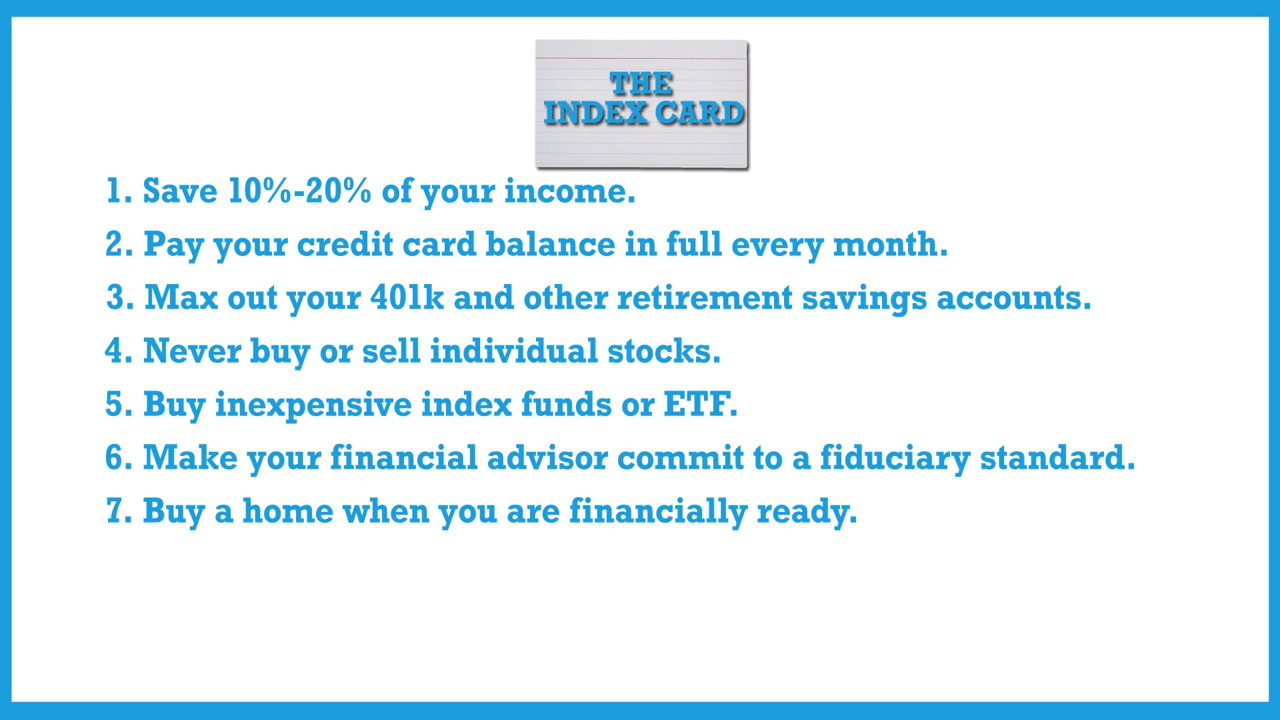 THE
INDEX CARD
1. Save 10%-20% of your income.
2. Pay your credit card balance in full every month.
3. Max out your 401k and other retirement savings accounts.
4. Never buy or sell individual stocks.
5. Buy inexpensive index funds or ETF.
6. Make your financial advisor commit to a fiduciary standard.
7. Buy a home when you are financially ready.